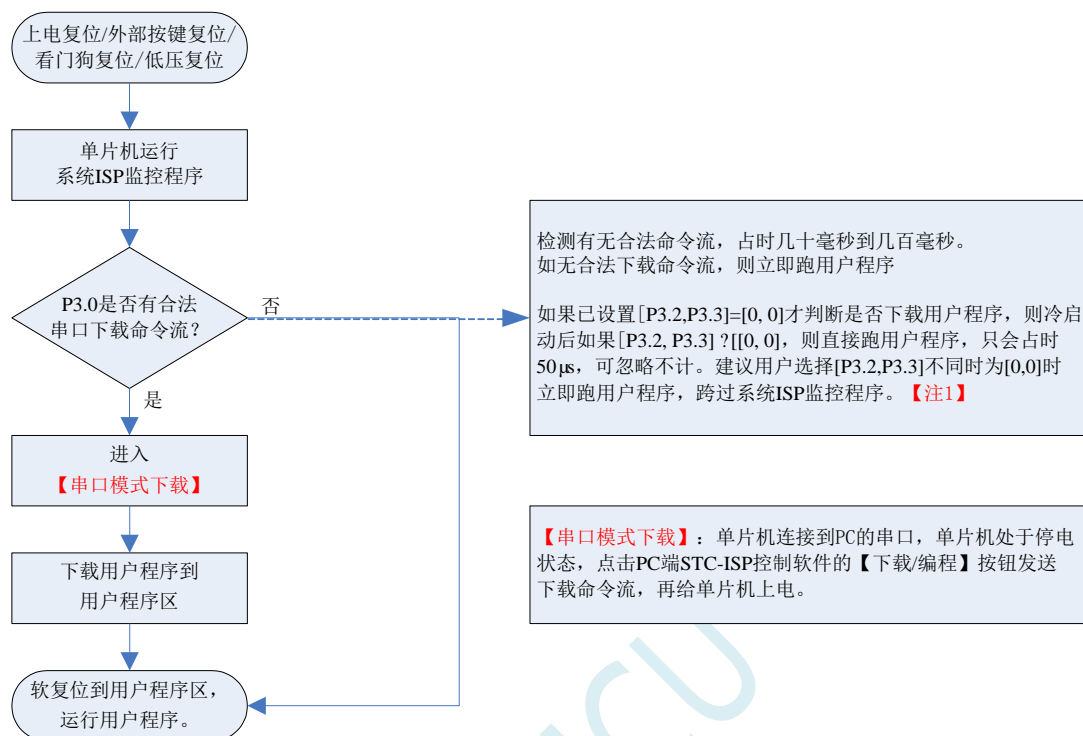 上电复位/外部按键复位/
看门狗复位/低压复位
单片机运行
系统ISP监控程序
P3.0是否有合法
串口下载命令流？
否
是
进入
【串口模式下载】
下载用户程序到
用户程序区
软复位到用户程序区，
运行用户程序。
检测有无合法命令流，占时几十毫秒到几百毫秒。
如无合法下载命令流，则立即跑用户程序
如果已设置[P3.2,P3.3]=[0, 0]才判断是否下载用户程序，则冷启
动后如果[P3.2, P3.3] ?[[0, 0]，则直接跑用户程序，只会占时
50μs，可忽略不计。建议用户选择[P3.2,P3.3]不同时为[0,0]时
立即跑用户程序，跨过系统ISP监控程序。【注1】
【串口模式下载】：单片机连接到PC的串口，单片机处于停电
状态，点击PC端STC-ISP控制软件的【下载/编程】按钮发送
下载命令流，再给单片机上电。
CU